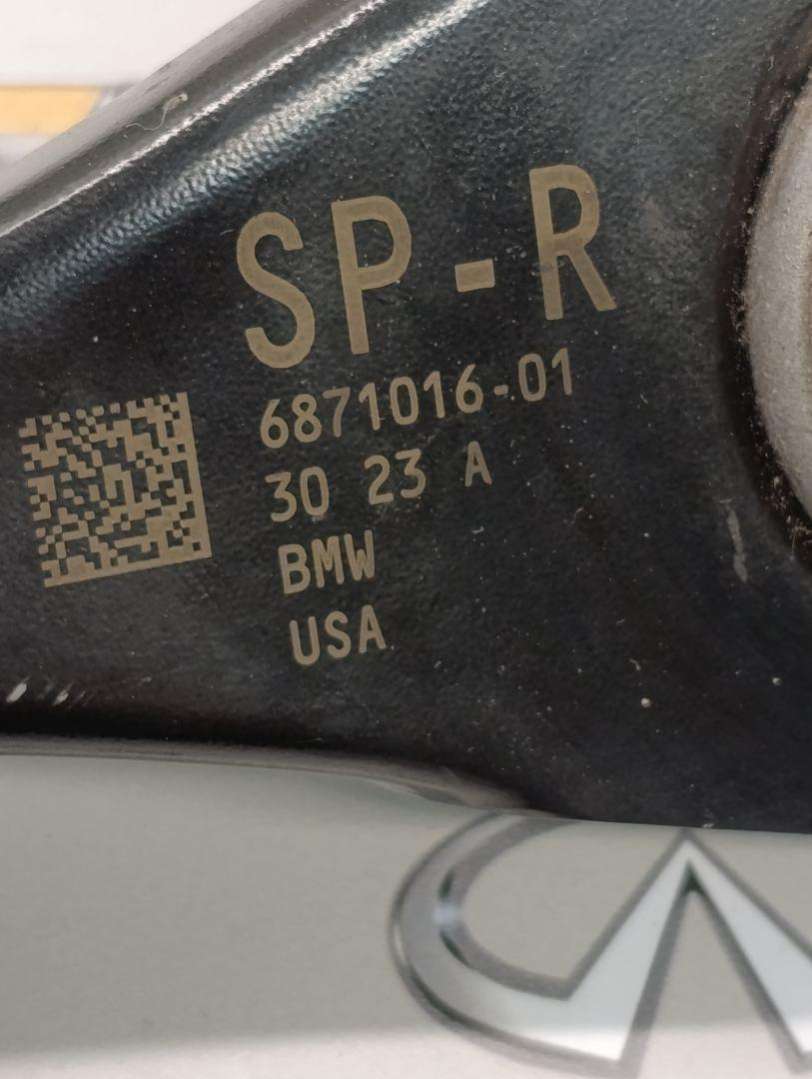 SP-R
6871016-01
30 23 A
BMW
USA